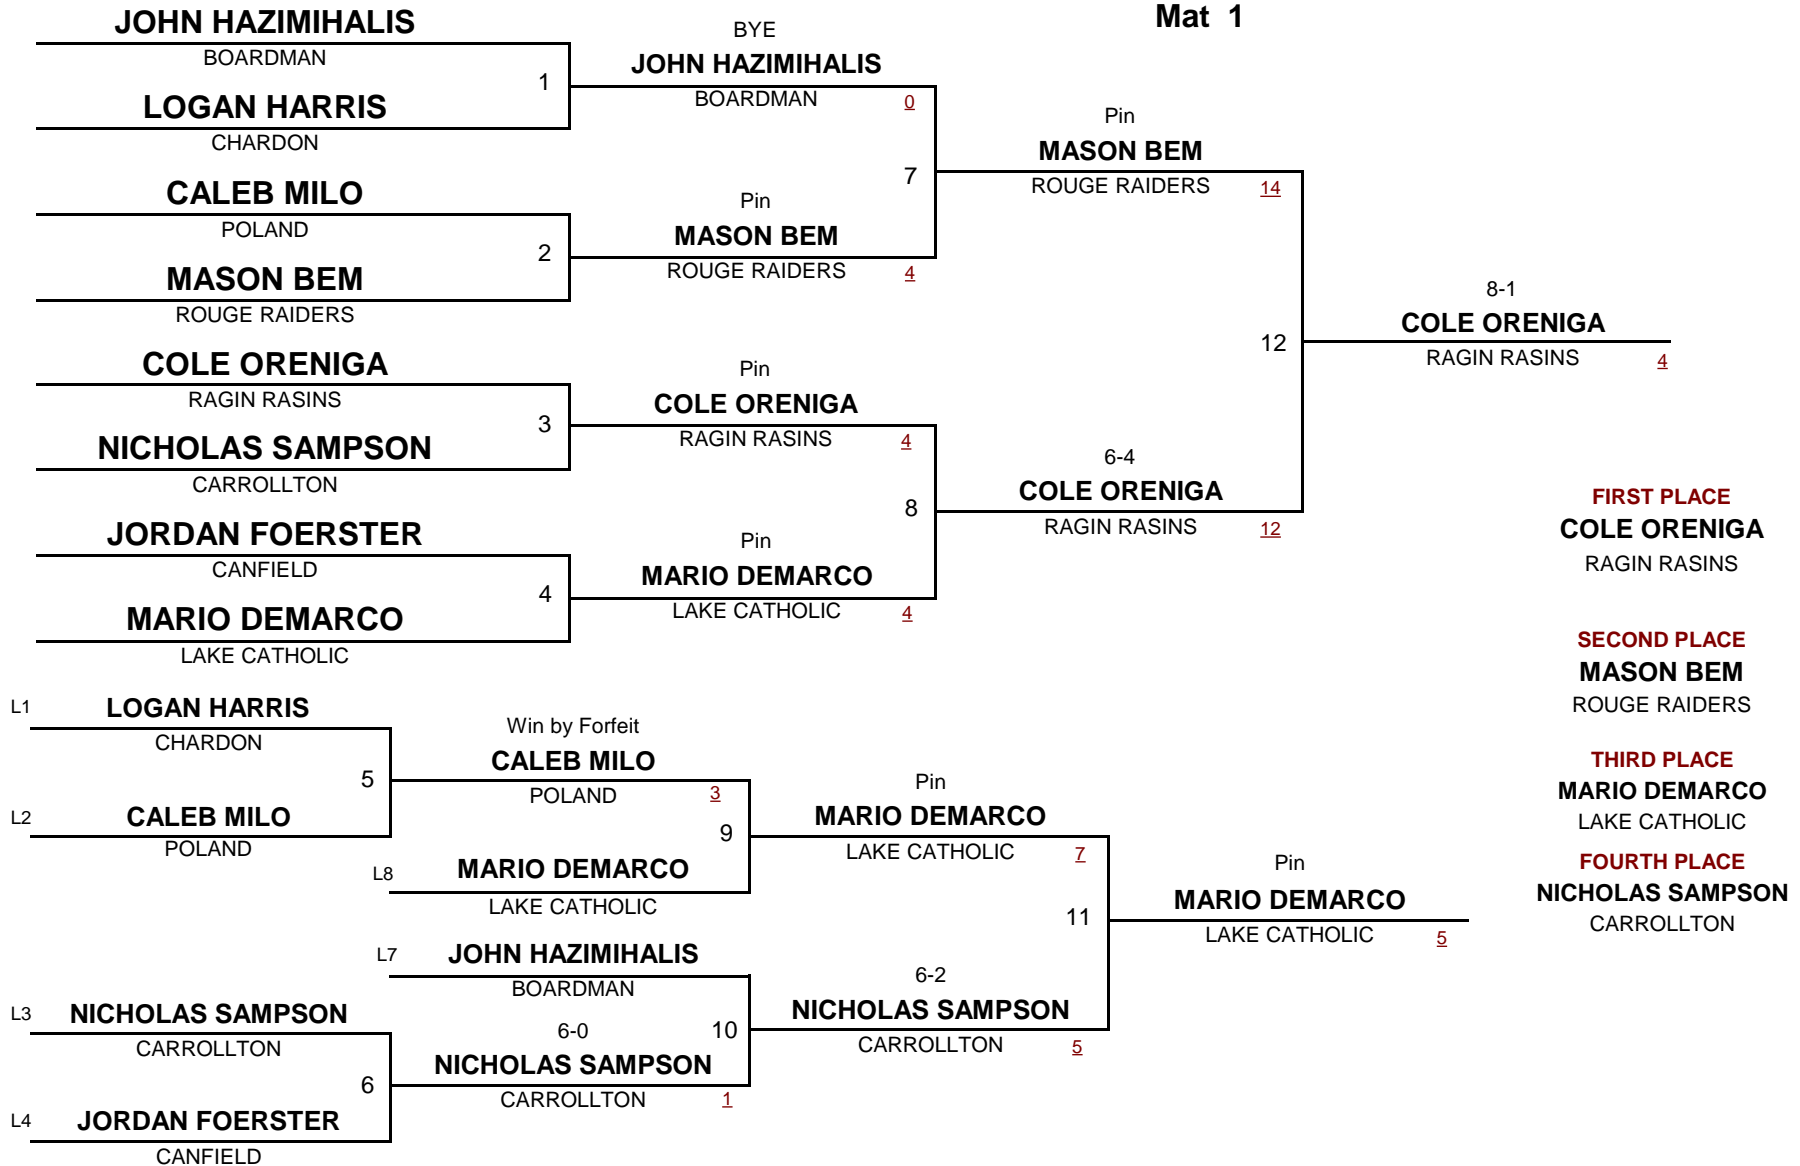 Mat 1
JOHN HAZIMIHALIS
BOARDMAN
1
LOGAN HARRIS
CHARDON
CALEB MILO
POLAND
2
MASON BEM
ROUGE RAIDERS
COLE ORENIGA
RAGIN RASINS
3
NICHOLAS SAMPSON
CARROLLTON
JORDAN FOERSTER
CANFIELD
4
MARIO DEMARCO
LAKE CATHOLIC
BYE
JOHN HAZIMIHALIS
BOARDMAN 0
7
Pin
MASON BEM
ROUGE RAIDERS 4
Pin
COLE ORENIGA
RAGIN RASINS 4
8
Pin
MARIO DEMARCO
LAKE CATHOLIC 4
Pin
MASON BEM
ROUGE RAIDERS 14
12
6-4
COLE ORENIGA
RAGIN RASINS 12
8-1
COLE ORENIGA
RAGIN RASINS 4
FIRST PLACE
COLE ORENIGA
RAGIN RASINS
SECOND PLACE
MASON BEM
ROUGE RAIDERS
THIRD PLACE
MARIO DEMARCO
LAKE CATHOLIC
FOURTH PLACE
NICHOLAS SAMPSON
CARROLLTON
L1 LOGAN HARRIS
CHARDON
5
L2 CALEB MILO
POLAND
Win by Forfeit
CALEB MILO
POLAND 3
9
L8 MARIO DEMARCO
LAKE CATHOLIC
L7 JOHN HAZIMIHALIS
BOARDMAN
10
L3 NICHOLAS SAMPSON
CARROLLTON
6
L4 JORDAN FOERSTER
CANFIELD
6-0
NICHOLAS SAMPSON
CARROLLTON 1
Pin
MARIO DEMARCO
LAKE CATHOLIC 7
11
6-2
NICHOLAS SAMPSON
CARROLLTON 5
Pin
MARIO DEMARCO
LAKE CATHOLIC 5